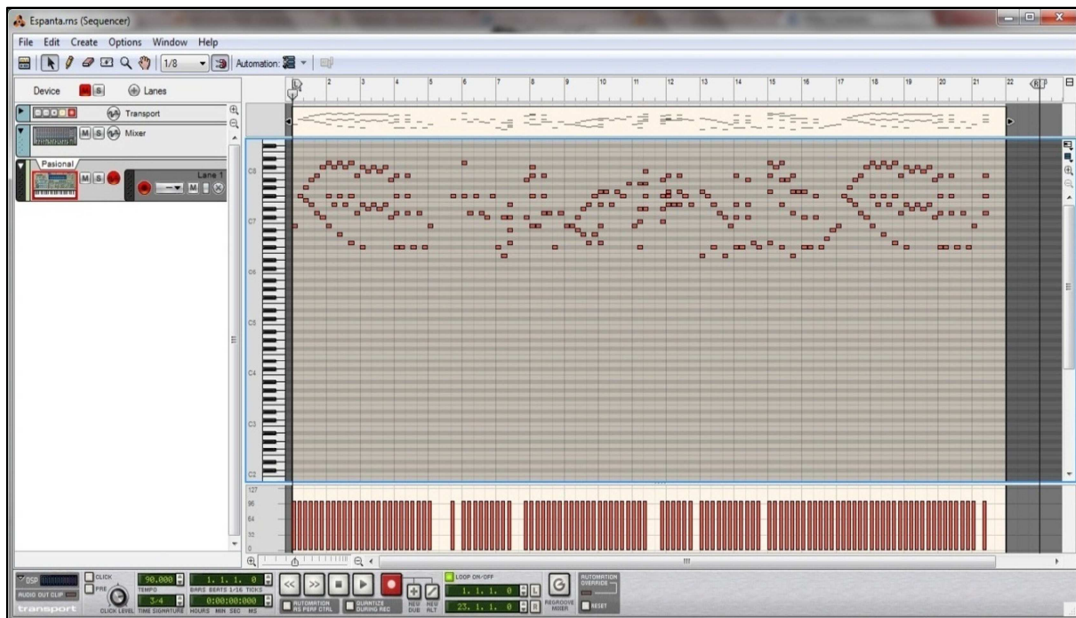 Espanta.rns (Sequencer)
File Edit Create Options Window Help
1/8 Automation:
Device M S Lanes
Transport
M S Mixer
Pasional
M S Lane 1
M
2 3 4 5 6 7 8 9 10 11 12 13 14 15 16 17 18 19 20 21 22
C8
C7
C6
C5
C4
C3
C2
127
96
64
32
0
DSP
AUDIO OUT CLIP
transport
CLICK
PRE
CLICK LEVEL
90.000
TEMPO
3/4
TIME SIGNATURE
1. 1. 1. 0
BARS BEATS 1/16 TICKS
0:00:00:000
HOURS MIN SEC MS
AUTOMATION AS PERF CTRL
QUANTIZE DURING REC
NEW DUB
NEW ALT
LOOP ON/OFF
1. 1. 1. 0 L
23. 1. 1. 0 R
REGROOVE MIXER
AUTOMATION OVERRIDE
RESET